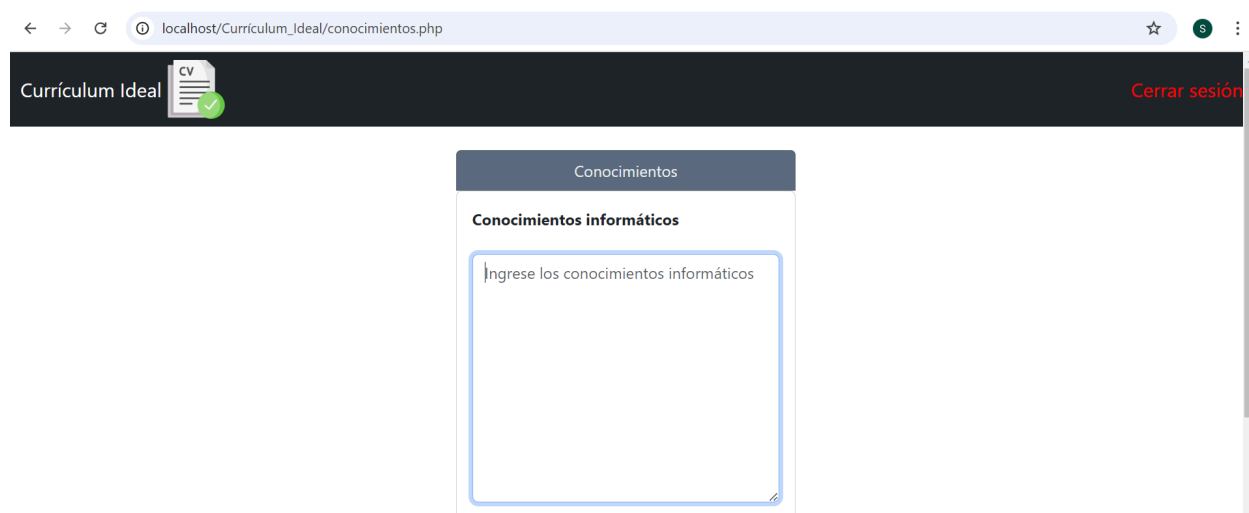 localhost/Currículum_Ideal/conocimientos.php
S
Currículum Ideal
CV
Cerrar sesión
Conocimientos
Conocimientos informáticos
Ingrese los conocimientos informáticos